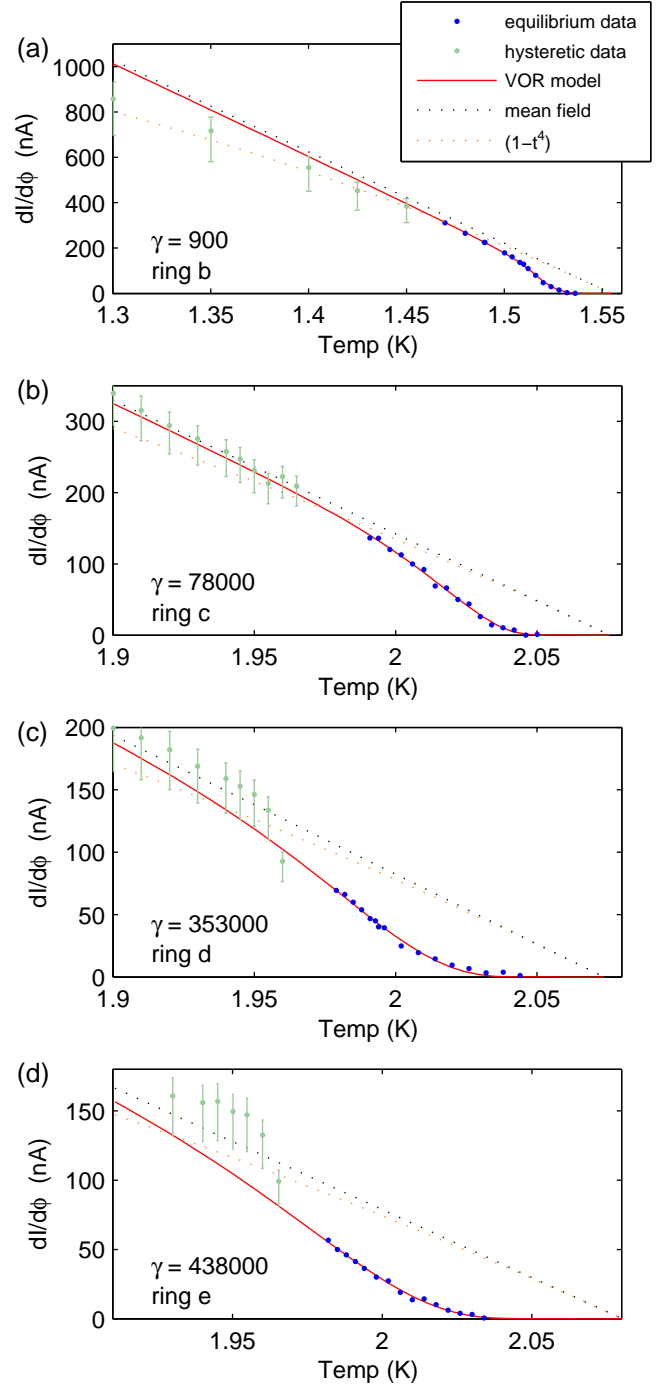 equilibrium data
hysteretic data
VOR model
mean field
(1−t⁴)
(a)
1000
800
600
400
200
0
dI/dϕ (nA)
γ = 900
ring b
1.3 1.35 1.4 1.45 1.5 1.55
Temp (K)
(b)
300
200
100
0
dI/dϕ (nA)
γ = 78000
ring c
1.9 1.95 2 2.05
Temp (K)
(c)
200
150
100
50
0
dI/dϕ (nA)
γ = 353000
ring d
1.9 1.95 2 2.05
Temp (K)
(d)
150
100
50
0
dI/dϕ (nA)
γ = 438000
ring e
1.95 2 2.05
Temp (K)